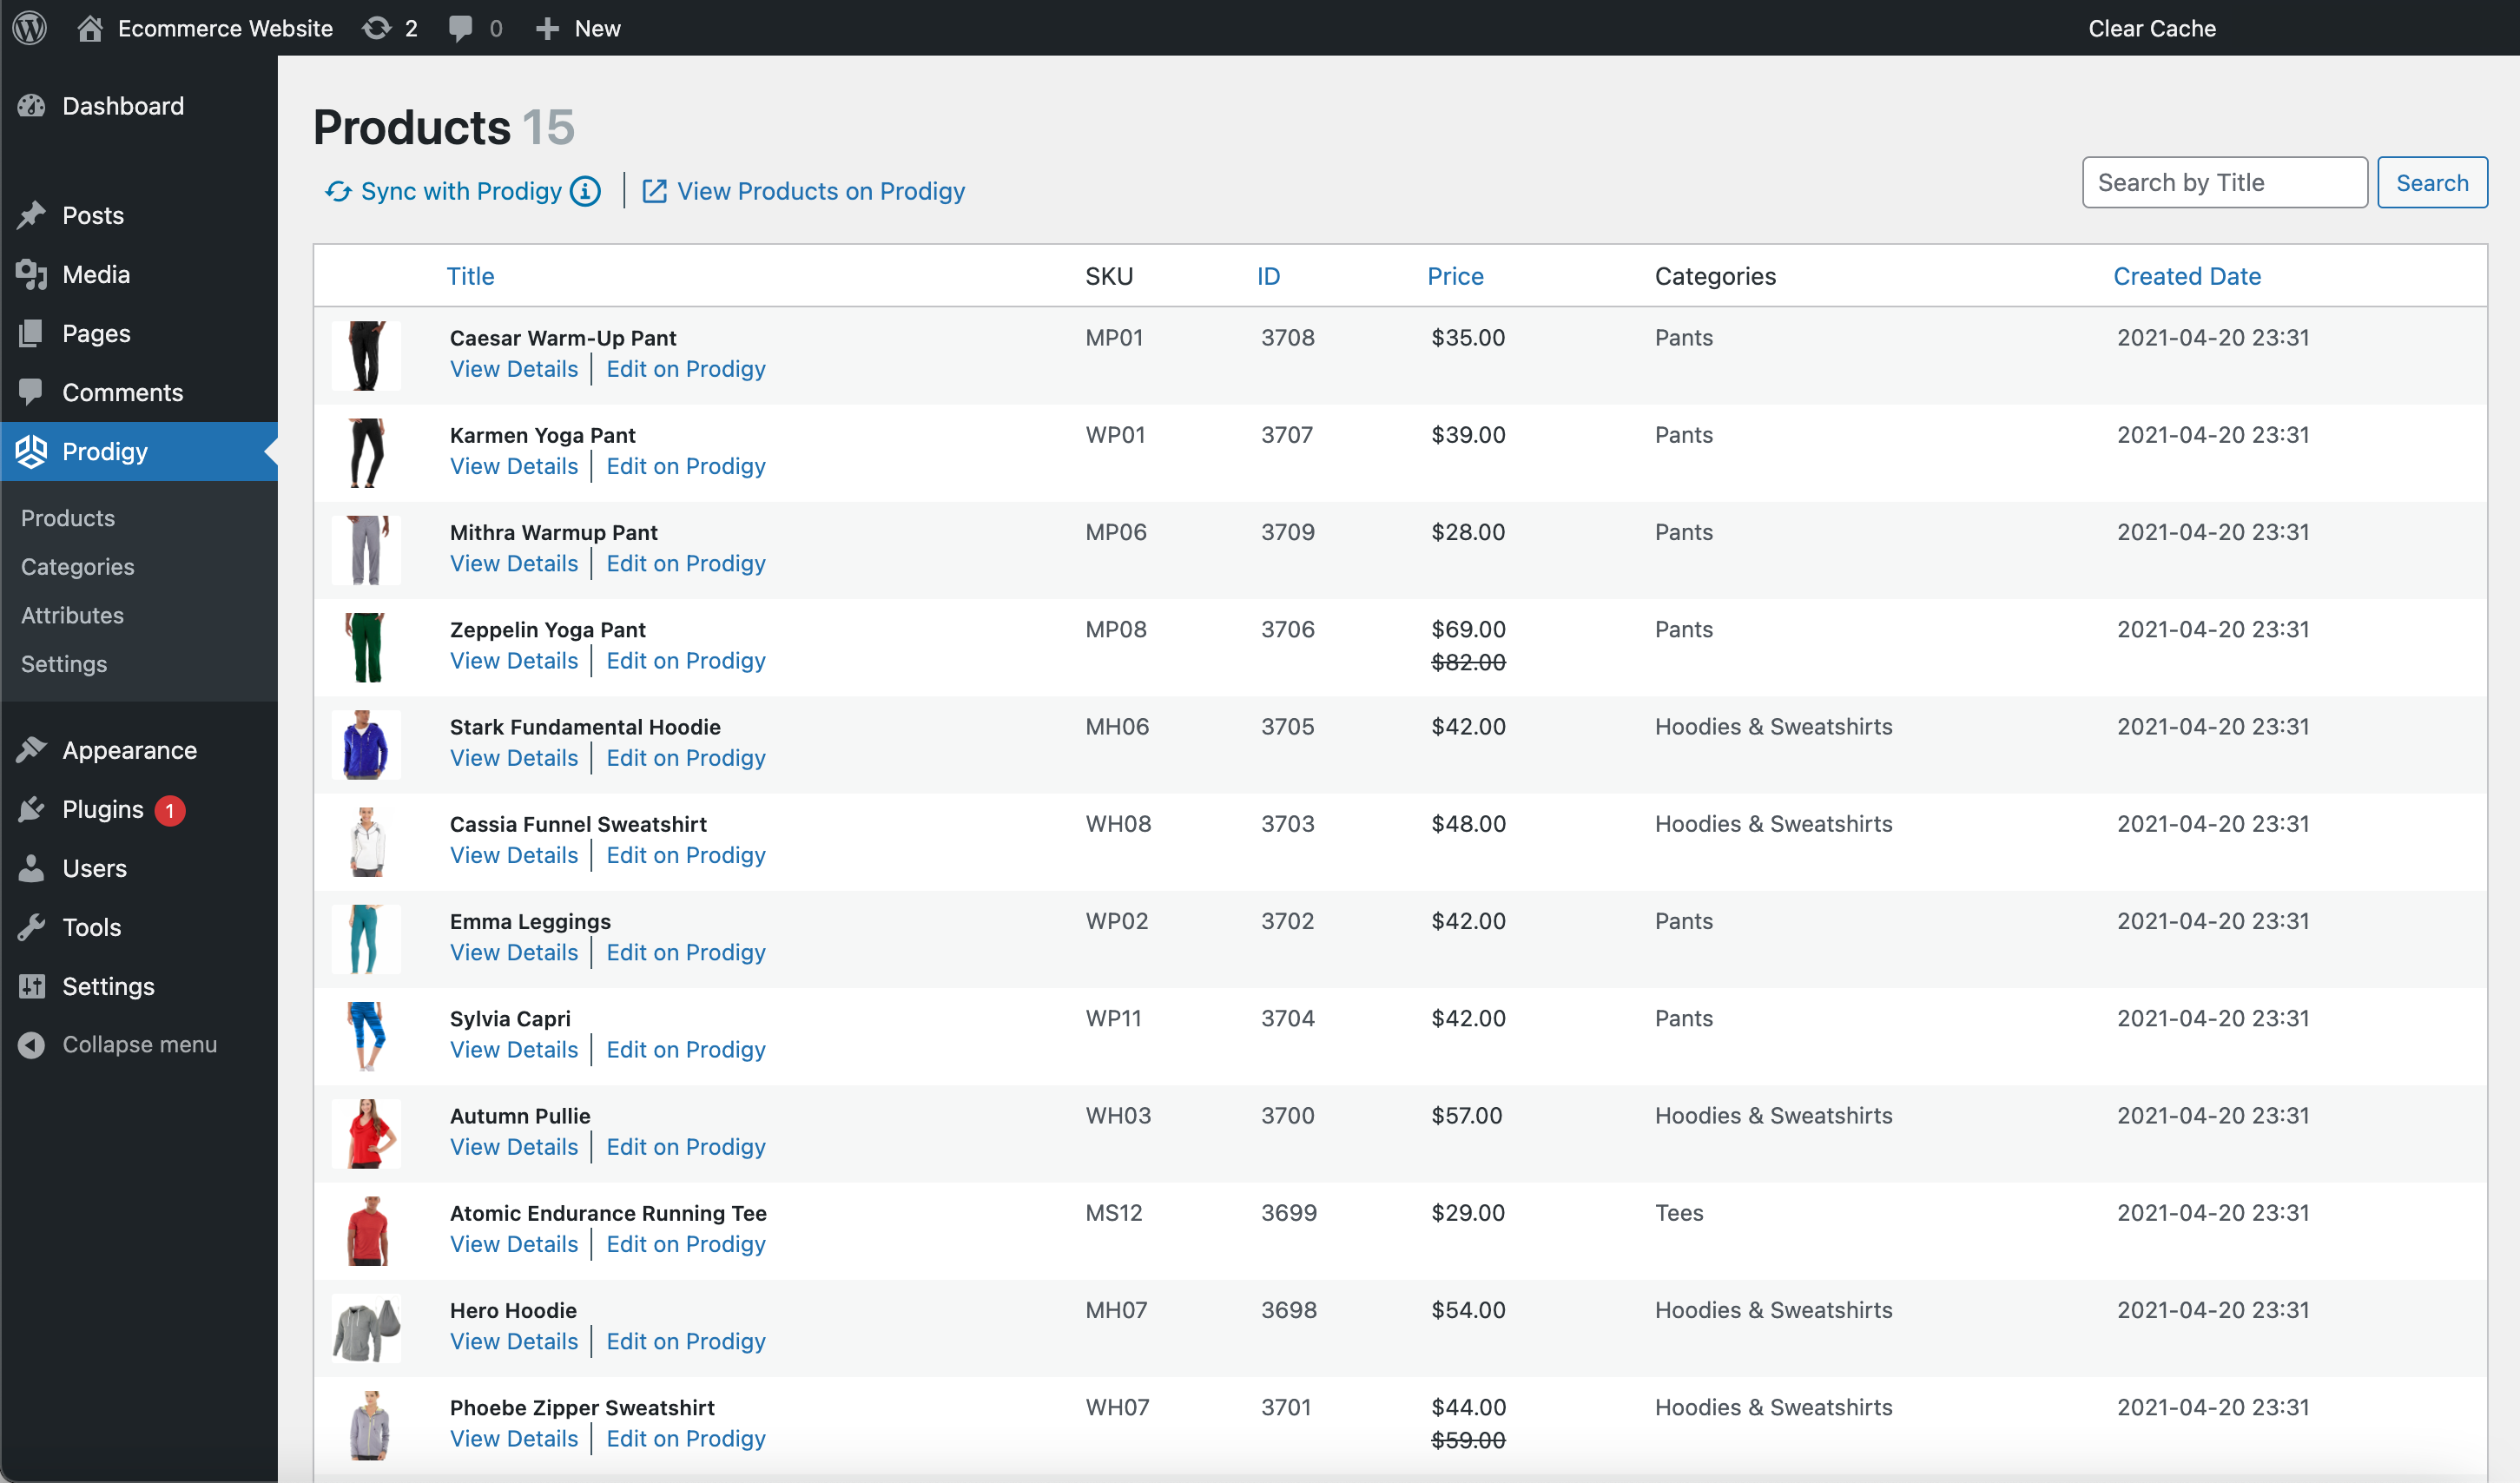 Ecommerce Website 2 0 New Clear Cache
Dashboard
Posts
Media
Pages
Comments
Prodigy
Products
Categories
Attributes
Settings
Appearance
Plugins 1
Users
Tools
Settings
Collapse menu
Products 15
Sync with Prodigy View Products on Prodigy
Search by Title Search
Title SKU ID Price Categories Created Date
Caesar Warm-Up Pant MP01 3708 $35.00 Pants 2021-04-20 23:31
View Details Edit on Prodigy
Karmen Yoga Pant WP01 3707 $39.00 Pants 2021-04-20 23:31
View Details Edit on Prodigy
Mithra Warmup Pant MP06 3709 $28.00 Pants 2021-04-20 23:31
View Details Edit on Prodigy
Zeppelin Yoga Pant MP08 3706 $69.00 Pants 2021-04-20 23:31
View Details Edit on Prodigy $82.00
Stark Fundamental Hoodie MH06 3705 $42.00 Hoodies & Sweatshirts 2021-04-20 23:31
View Details Edit on Prodigy
Cassia Funnel Sweatshirt WH08 3703 $48.00 Hoodies & Sweatshirts 2021-04-20 23:31
View Details Edit on Prodigy
Emma Leggings WP02 3702 $42.00 Pants 2021-04-20 23:31
View Details Edit on Prodigy
Sylvia Capri WP11 3704 $42.00 Pants 2021-04-20 23:31
View Details Edit on Prodigy
Autumn Pullie WH03 3700 $57.00 Hoodies & Sweatshirts 2021-04-20 23:31
View Details Edit on Prodigy
Atomic Endurance Running Tee MS12 3699 $29.00 Tees 2021-04-20 23:31
View Details Edit on Prodigy
Hero Hoodie MH07 3698 $54.00 Hoodies & Sweatshirts 2021-04-20 23:31
View Details Edit on Prodigy
Phoebe Zipper Sweatshirt WH07 3701 $44.00 Hoodies & Sweatshirts 2021-04-20 23:31
View Details Edit on Prodigy $59.00